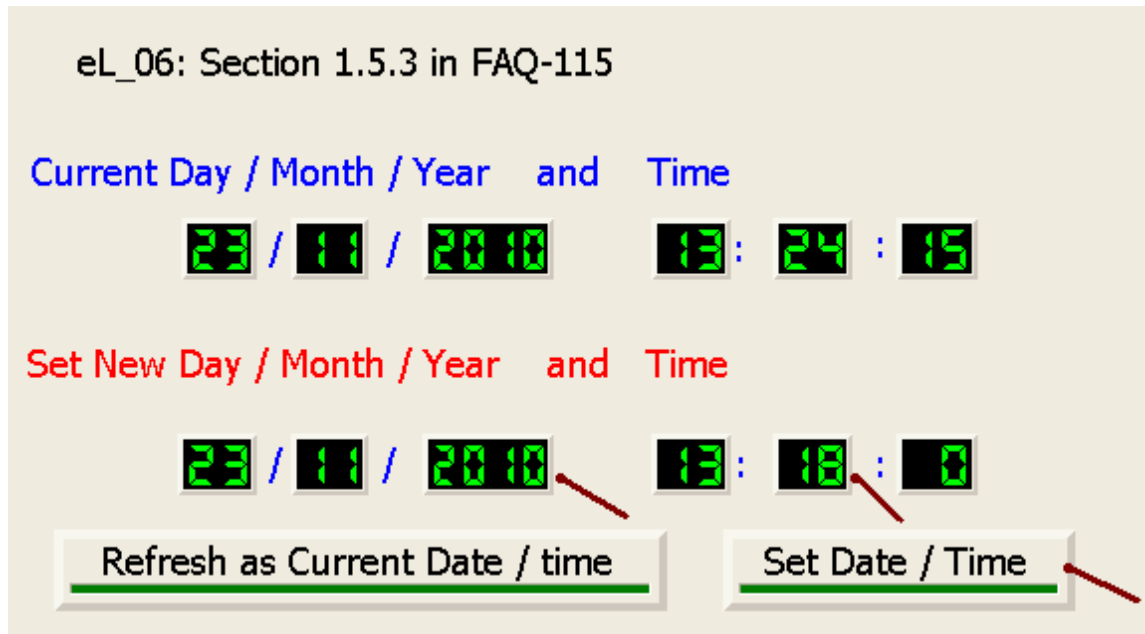 eL_06: Section 1.5.3 in FAQ-115
Current Day / Month / Year and Time
23 / 11 / 2010 13 : 24 : 15
Set New Day / Month / Year and Time
23 / 11 / 2010 13 : 18 : 0
Refresh as Current Date / time Set Date / Time